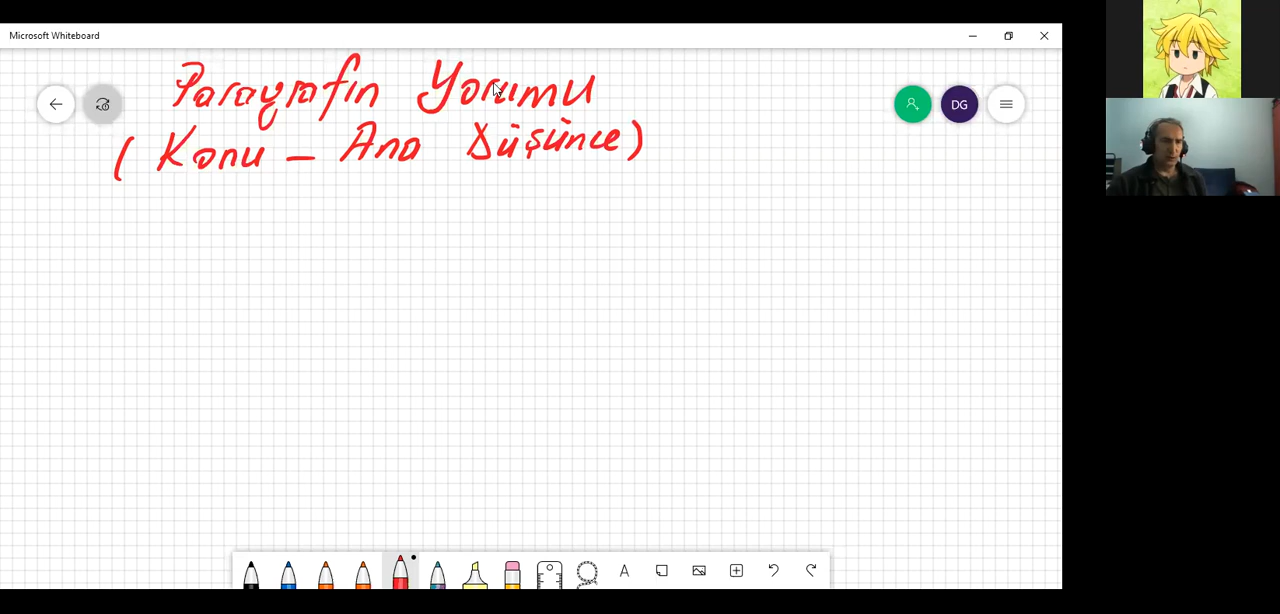 Microsoft Whiteboard
Paragrafın Yorumu
( Konu - Ana Düşünce )
DG
A